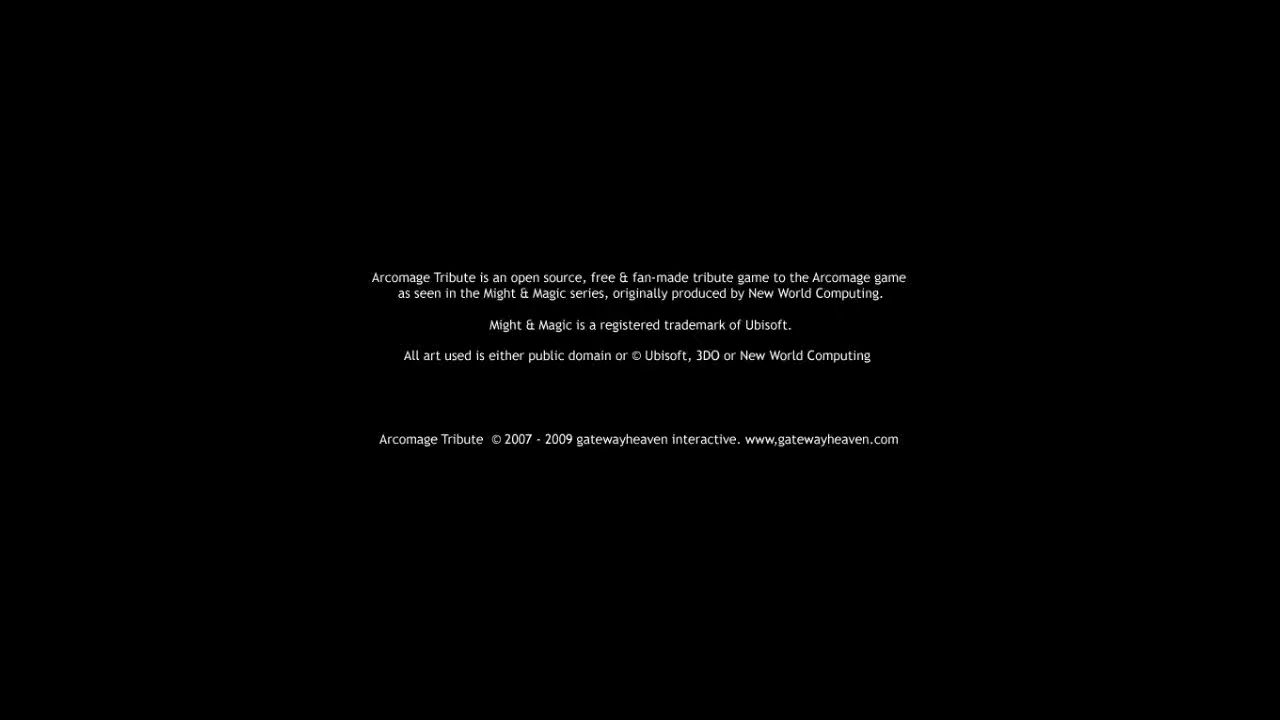 Arcomage Tribute is an open source, free & fan-made tribute game to the Arcomage game
as seen in the Might & Magic series, originally produced by New World Computing.
Might & Magic is a registered trademark of Ubisoft.
All art used is either public domain or © Ubisoft, 3DO or New World Computing
Arcomage Tribute © 2007 - 2009 gatewayheaven interactive. www,gatewayheaven.com